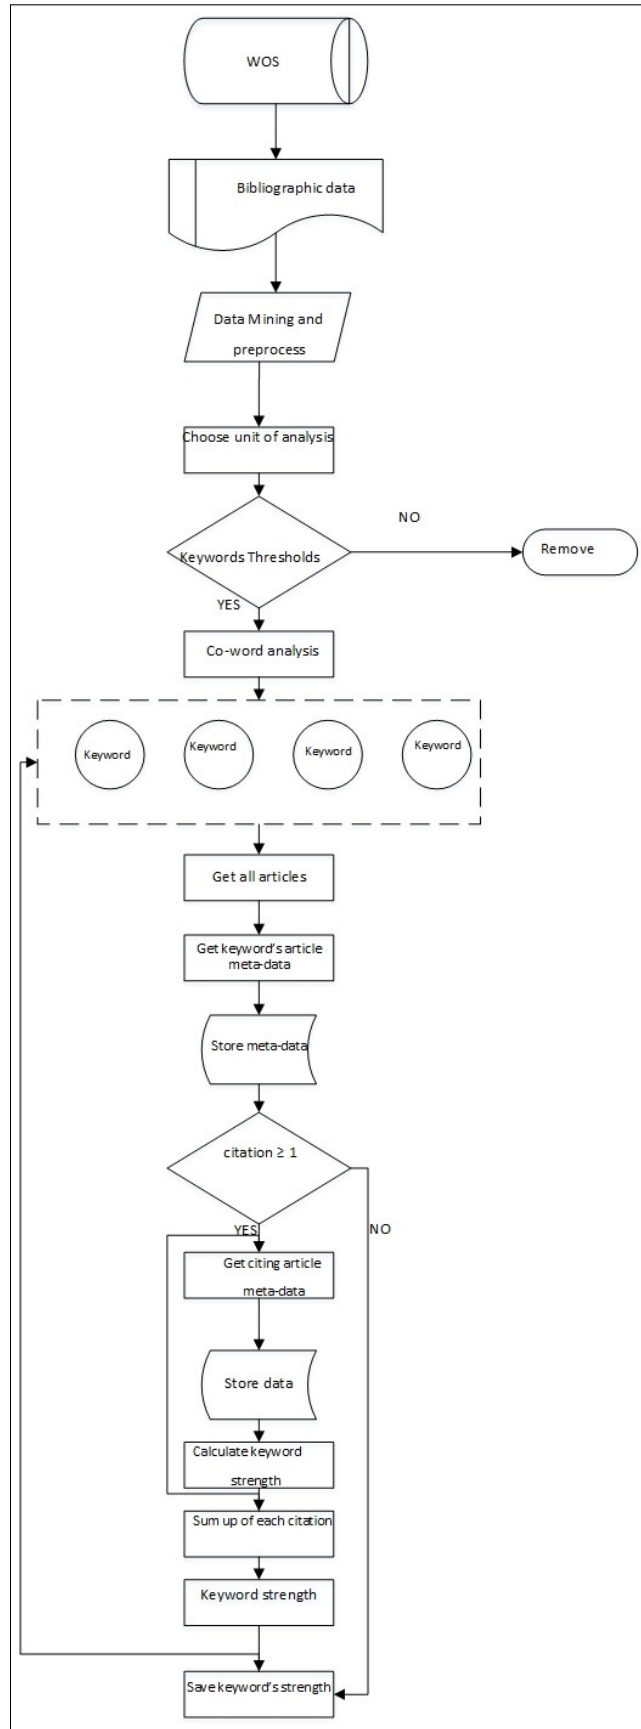 WOS
Bibliographic data
Data Mining and
preprocess
Choose unit of analysis
Keywords Thresholds
NO
Remove
YES
Co-word analysis
Keyword
Keyword
Keyword
Keyword
Get all articles
Get keyword's article
meta-data
Store meta-data
citation ≥ 1
YES
NO
Get citing article
meta-data
Store data
Calculate keyword
strength
Sum up of each citation
Keyword strength
Save keyword's strength